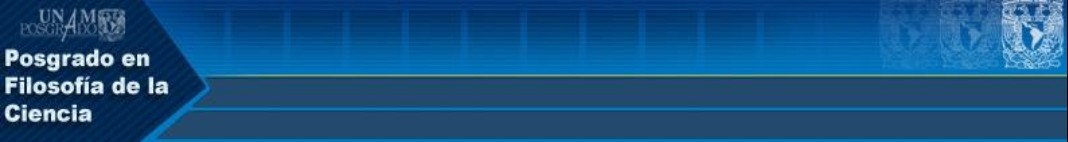 UNAM
POSGRADO
Posgrado en
Filosofía de la
Ciencia